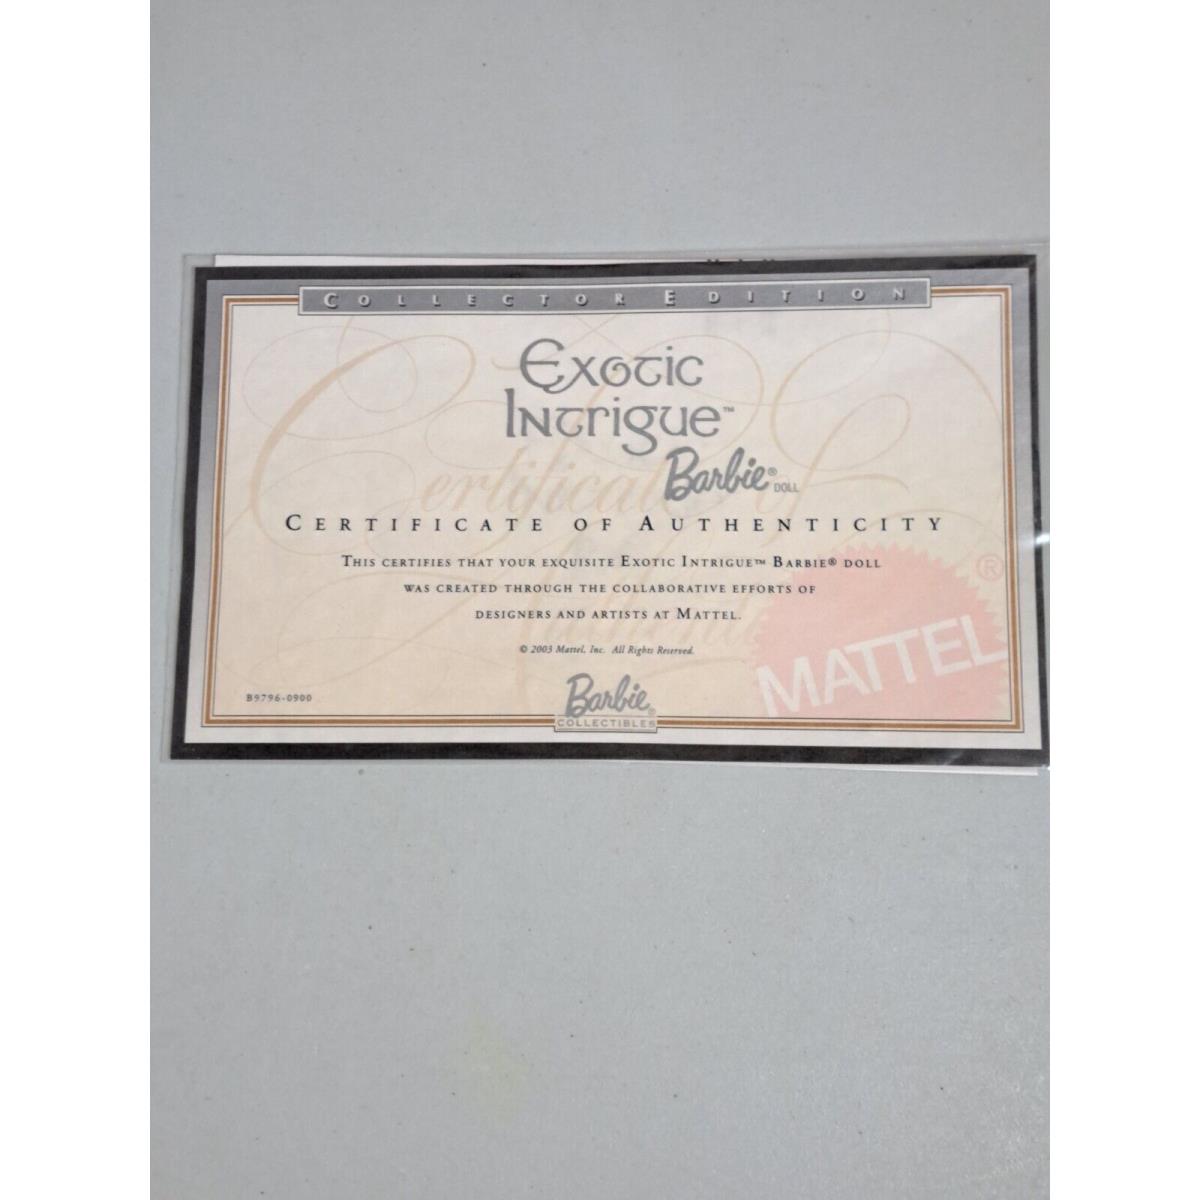 COLLECTOR EDITION
Exotic
Intrigue™
Barbie® DOLL
Certificate of
CERTIFICATE OF AUTHENTICITY
THIS CERTIFIES THAT YOUR EXQUISITE EXOTIC INTRIGUE™ BARBIE® DOLL
WAS CREATED THROUGH THE COLLABORATIVE EFFORTS OF
DESIGNERS AND ARTISTS AT MATTEL.
© 2003 Mattel, Inc. All Rights Reserved.
MATTEL ®
B9796-0900
Barbie®
COLLECTIBLES